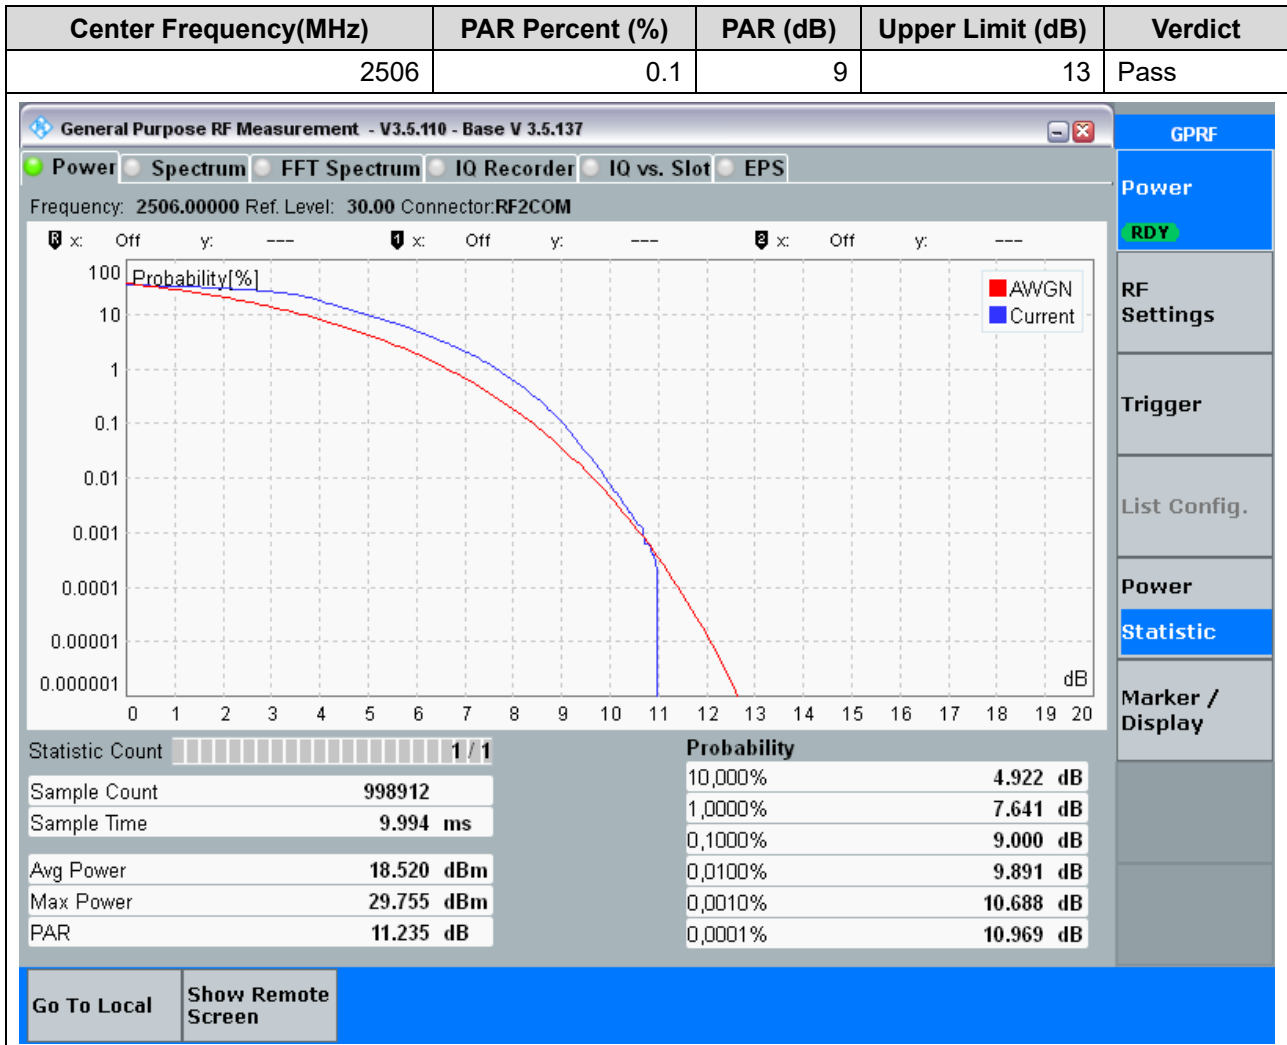 Center Frequency(MHz) PAR Percent (%) PAR (dB) Upper Limit (dB) Verdict
2506 0.1 9 13 Pass
General Purpose RF Measurement - V3.5.110 - Base V 3.5.137
GPRF
Power Spectrum FFT Spectrum IQ Recorder IQ vs. Slot EPS
Power
RDY
Frequency: 2506.00000 Ref. Level: 30.00 Connector:RF2COM
R x: Off y: --- 1 x: Off y: --- 2 x: Off y: ---
Probability[%]
AWGN
Current
100
10
1
0.1
0.01
0.001
0.0001
0.00001
0.000001
dB
0 1 2 3 4 5 6 7 8 9 10 11 12 13 14 15 16 17 18 19 20
RF
Settings
Trigger
List Config.
Power
Statistic
Marker /
Display
Statistic Count 1 / 1
Sample Count 998912
Sample Time 9.994 ms
Avg Power 18.520 dBm
Max Power 29.755 dBm
PAR 11.235 dB
Probability
10,000% 4.922 dB
1,0000% 7.641 dB
0,1000% 9.000 dB
0,0100% 9.891 dB
0,0010% 10.688 dB
0,0001% 10.969 dB
Go To Local
Show Remote
Screen